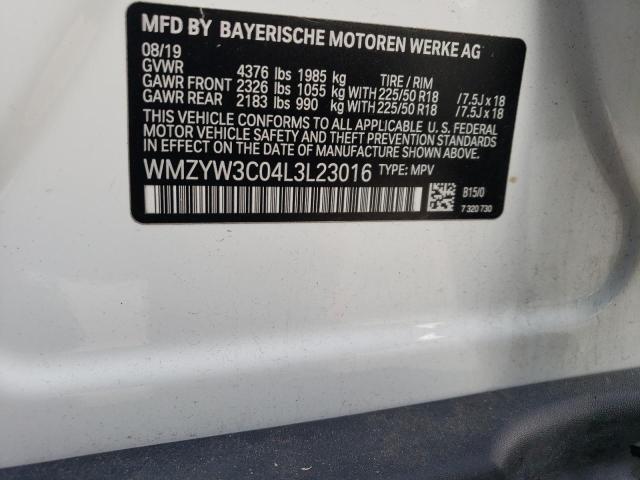 MFD BY BAYERISCHE MOTOREN WERKE AG
08/19
GVWR 4376 lbs 1985 kg TIRE / RIM
GAWR FRONT 2326 lbs 1055 kg WITH 225/50 R18 / 7.5J x 18
GAWR REAR 2183 lbs 990 kg WITH 225/50 R18 / 7.5J x 18
THIS VEHICLE CONFORMS TO ALL APPLICABLE U.S. FEDERAL
MOTOR VEHICLE SAFETY AND THEFT PREVENTION STANDARDS
IN EFFECT ON THE DATE OF MANUFACTURE SHOWN ABOVE.
WMZYW3C04L3L23016 TYPE: MPV
B15/0
7 320 730